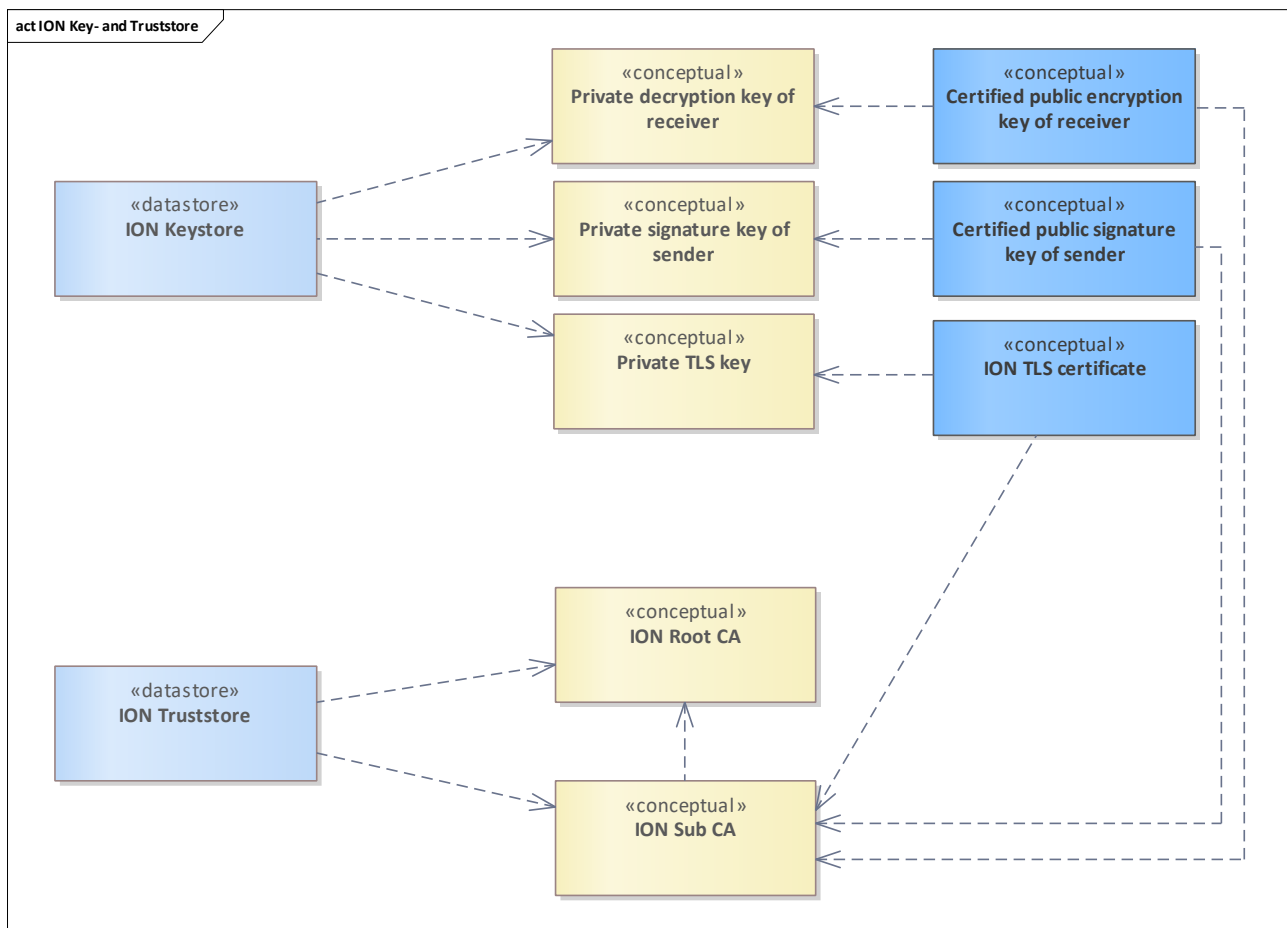 act ION Key- and Truststore
«conceptual»
Private decryption key of
receiver
«conceptual»
Certified public encryption
key of receiver
«datastore»
ION Keystore
«conceptual»
Private signature key of
sender
«conceptual»
Certified public signature
key of sender
«conceptual»
Private TLS key
«conceptual»
ION TLS certificate
«conceptual»
ION Root CA
«datastore»
ION Truststore
«conceptual»
ION Sub CA